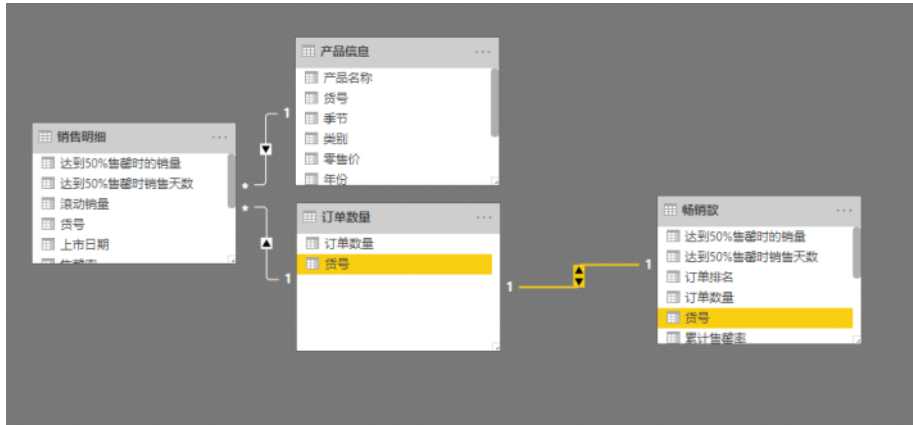 产品信息
产品名称
货号
季节
类别
零售价
年份
1
销售明细
达到50%售罄时的销量
达到50%售罄时销售天数
滚动销量
货号
上市日期
售罄率
*
*
订单数量
订单数量
货号
1
1
1
畅销款
达到50%售罄时的销量
达到50%售罄时销售天数
订单排名
订单数量
货号
累计售罄率